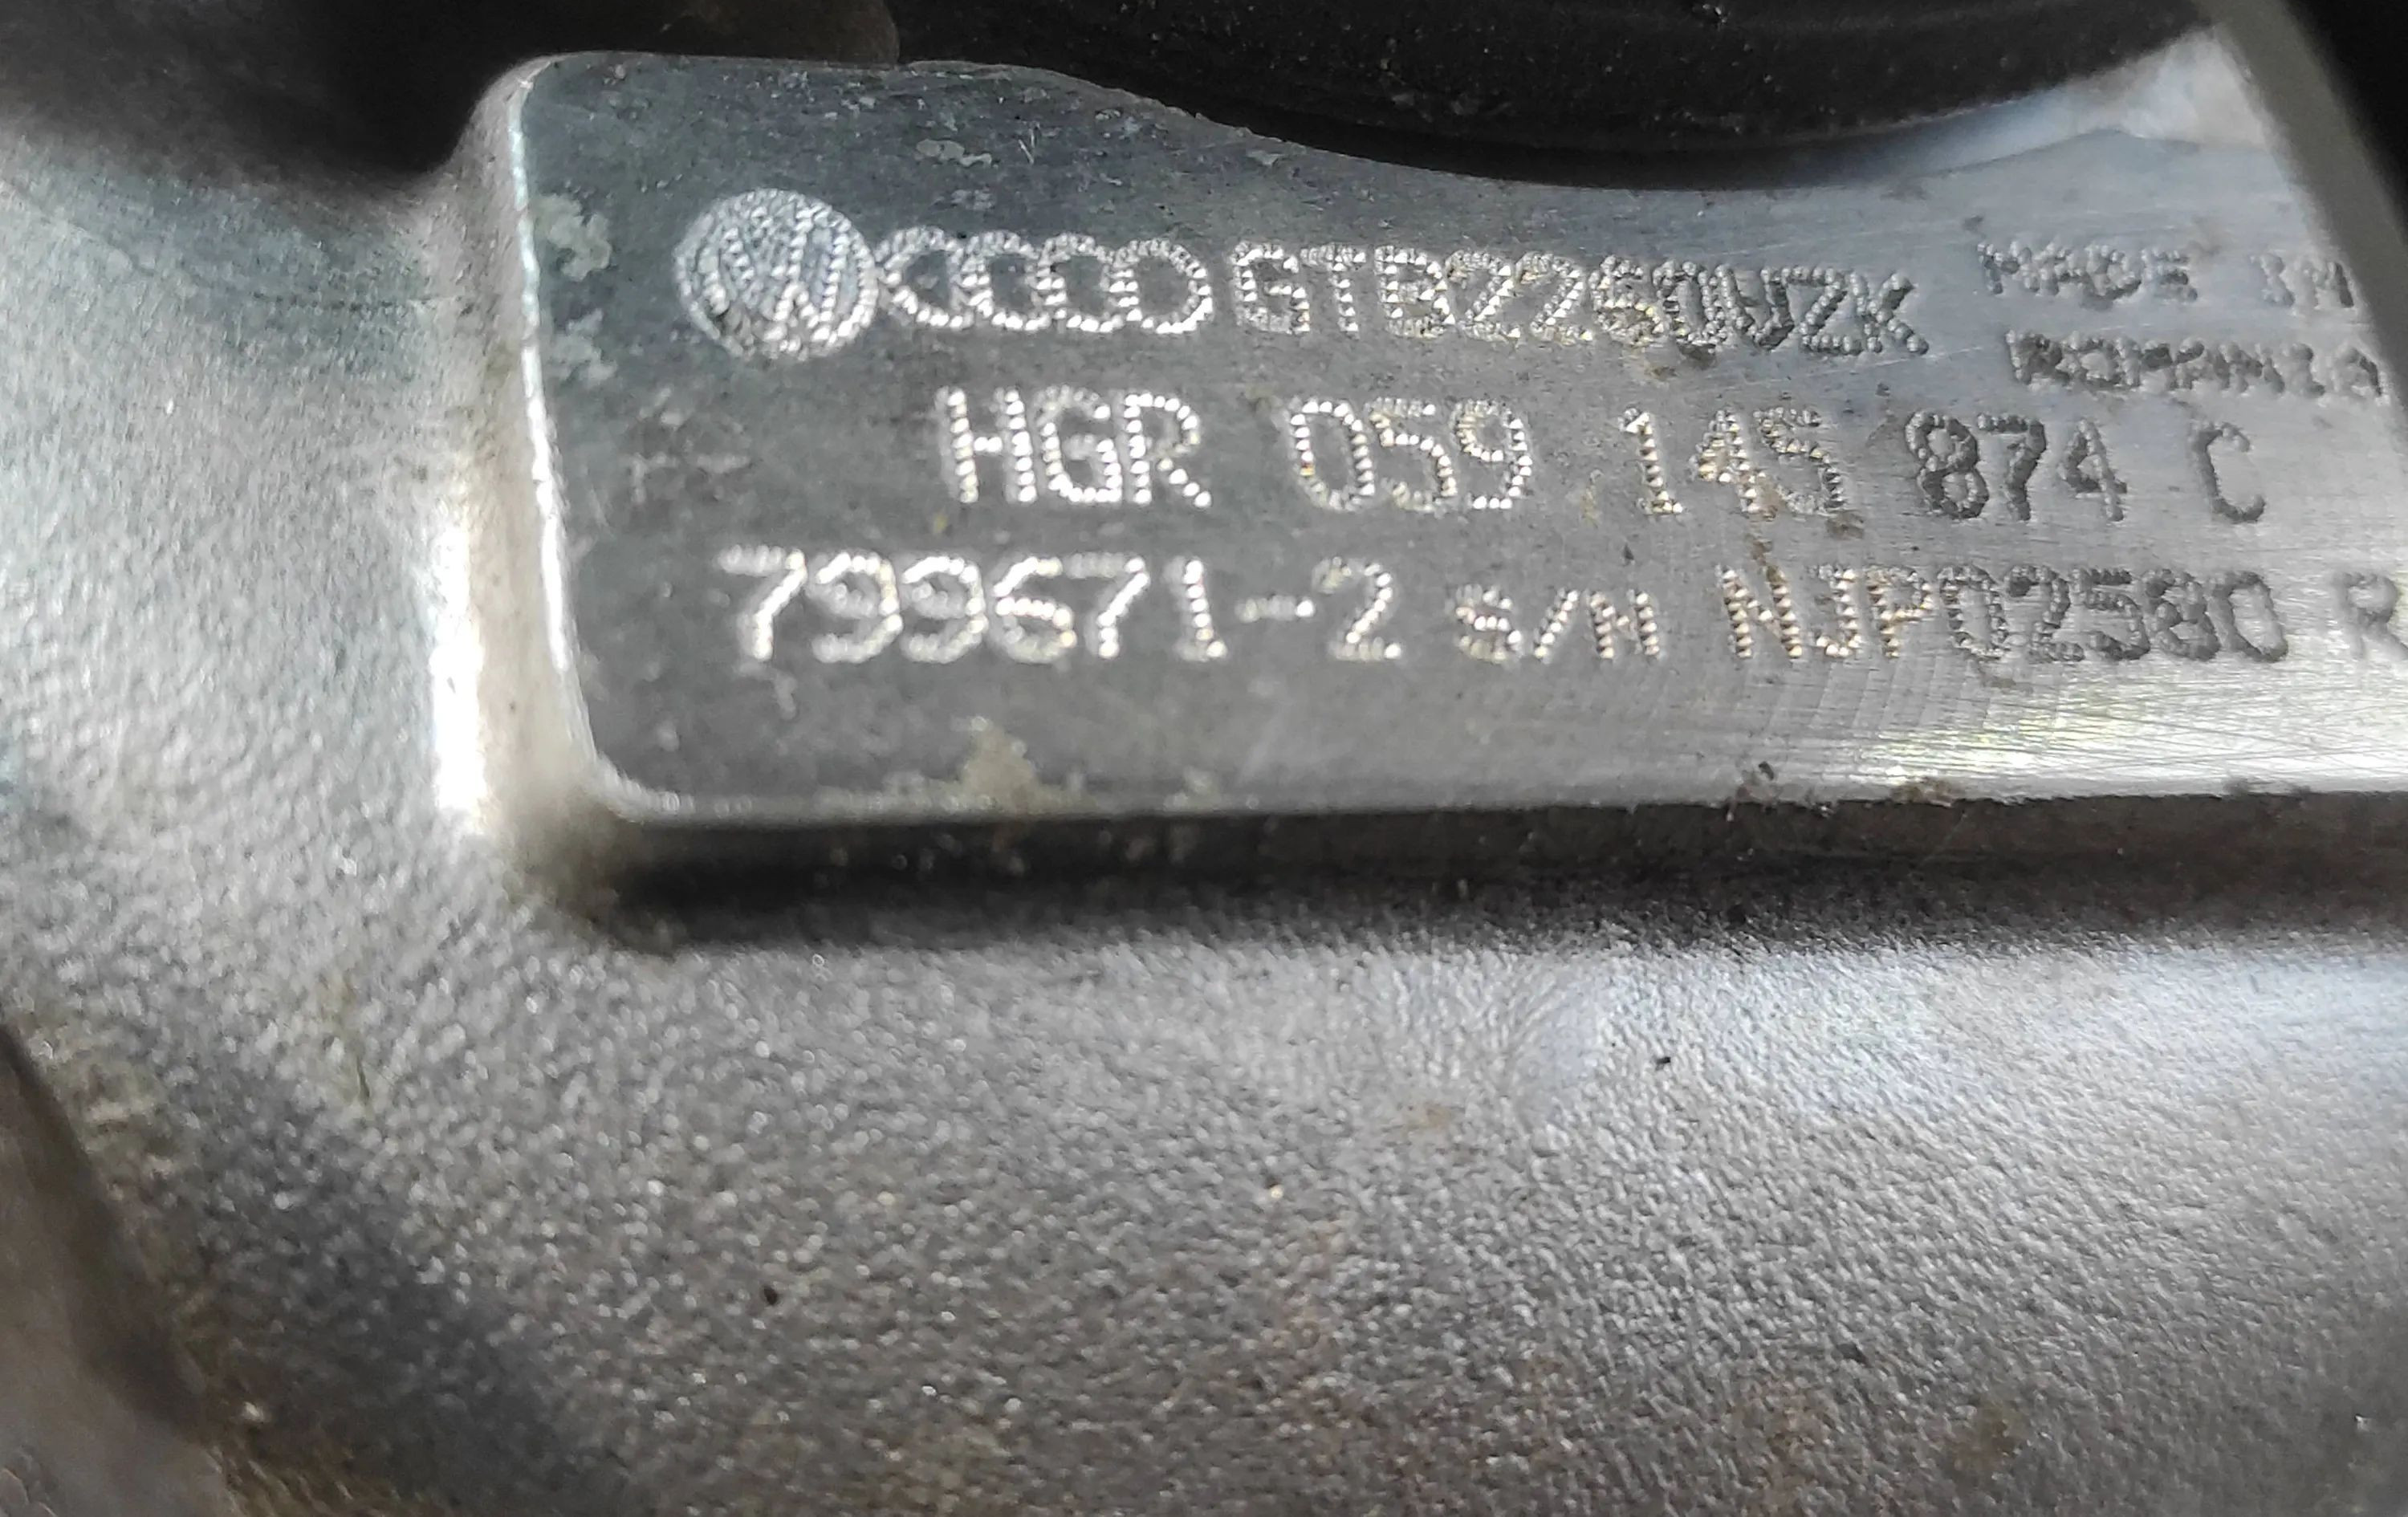 GTB2260VZK MADE IN
ROMANIA
HGR 059 145 874 C
799671-2 S/N NJP02580 R